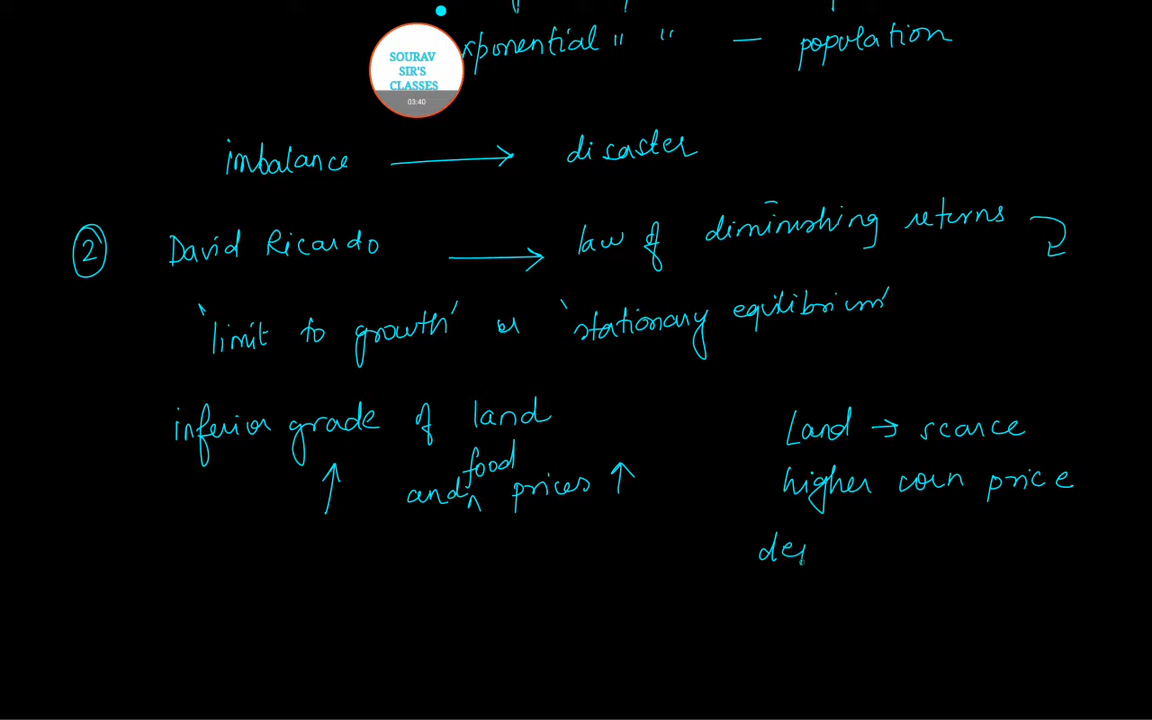 xponential " " — population
SOURAV
SIR'S
CLASSES
03:40
imbalance → disaster
② David Ricardo → law of diminishing returns
'limit to growth' or 'stationary equilibrium'
inferior grade of land
↑ and food prices ↑
Land → scarce
higher corn price
de